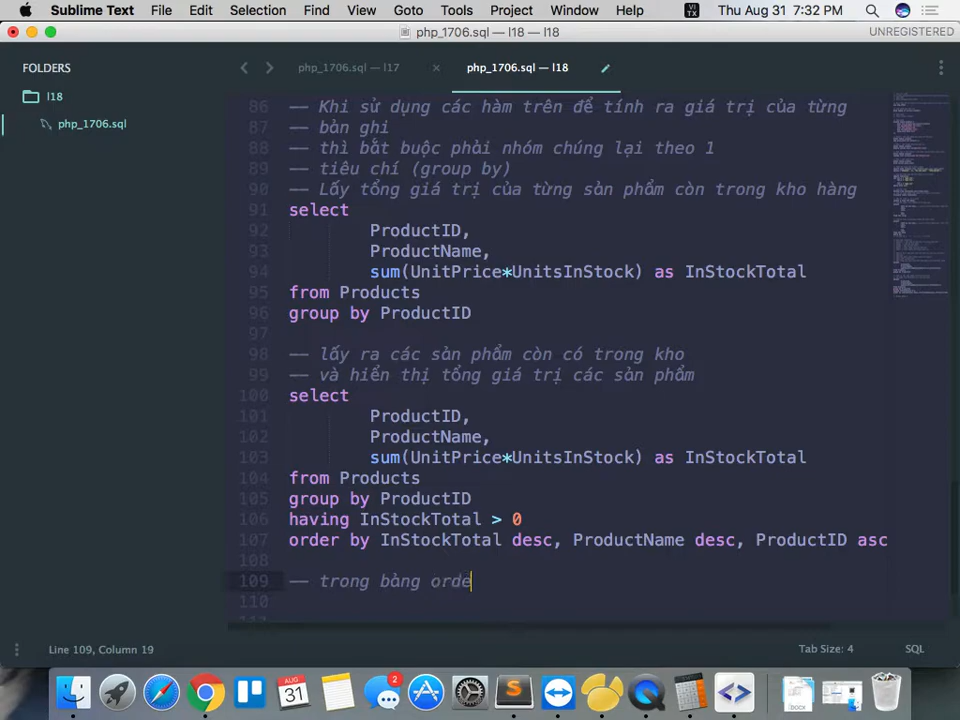 Sublime Text File Edit Selection Find View Goto Tools Project Window Help VI TX Thu Aug 31 7:32 PM
php_1706.sql — l18 — l18 UNREGISTERED
FOLDERS
l18
php_1706.sql
php_1706.sql — l17 × php_1706.sql — l18
86 -- Khi sử dụng các hàm trên để tính ra giá trị của từng
87 -- bản ghi
88 -- thì bắt buộc phải nhóm chúng lại theo 1
89 -- tiêu chí (group by)
90 -- Lấy tổng giá trị của từng sản phẩm còn trong kho hàng
91 select
92 ProductID,
93 ProductName,
94 sum(UnitPrice*UnitsInStock) as InStockTotal
95 from Products
96 group by ProductID
97
98 -- lấy ra các sản phẩm còn có trong kho
99 -- và hiển thị tổng giá trị các sản phẩm
100 select
101 ProductID,
102 ProductName,
103 sum(UnitPrice*UnitsInStock) as InStockTotal
104 from Products
105 group by ProductID
106 having InStockTotal > 0
107 order by InStockTotal desc, ProductName desc, ProductID asc
108
109 -- trong bảng orde
110
Line 109, Column 19 Tab Size: 4 SQL
AUG
31
2
DOCX